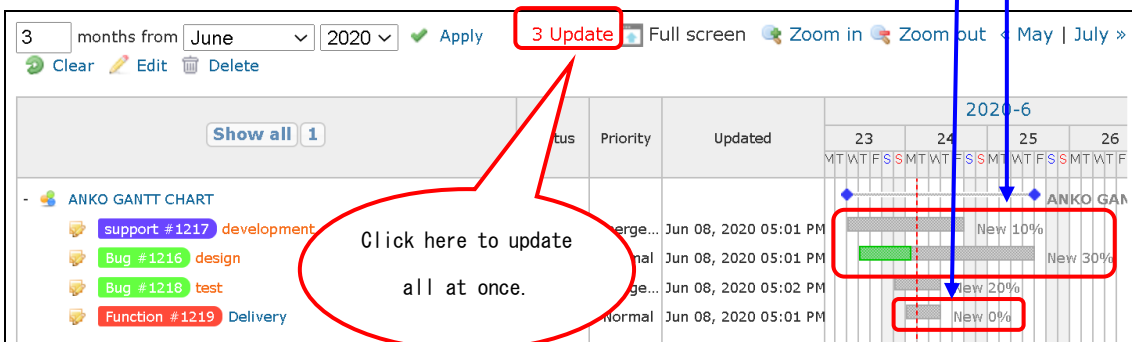 3 months from June 2020 Apply 3 Update Full screen Zoom in Zoom out « May | July »
Clear Edit Delete
Show all 1 tus Priority Updated 2020-6
23 24 25 26
M T W T F S S M T W T F S S M T W T F S S M T W T F
- ANKO GANTT CHART ANKO GAN
support #1217 development erge... Jun 08, 2020 05:01 PM New 10%
Bug #1216 design mal Jun 08, 2020 05:01 PM New 30%
Bug #1218 test ge... Jun 08, 2020 05:02 PM New 20%
Function #1219 Delivery Normal Jun 08, 2020 05:01 PM New 0%
Click here to update
all at once.